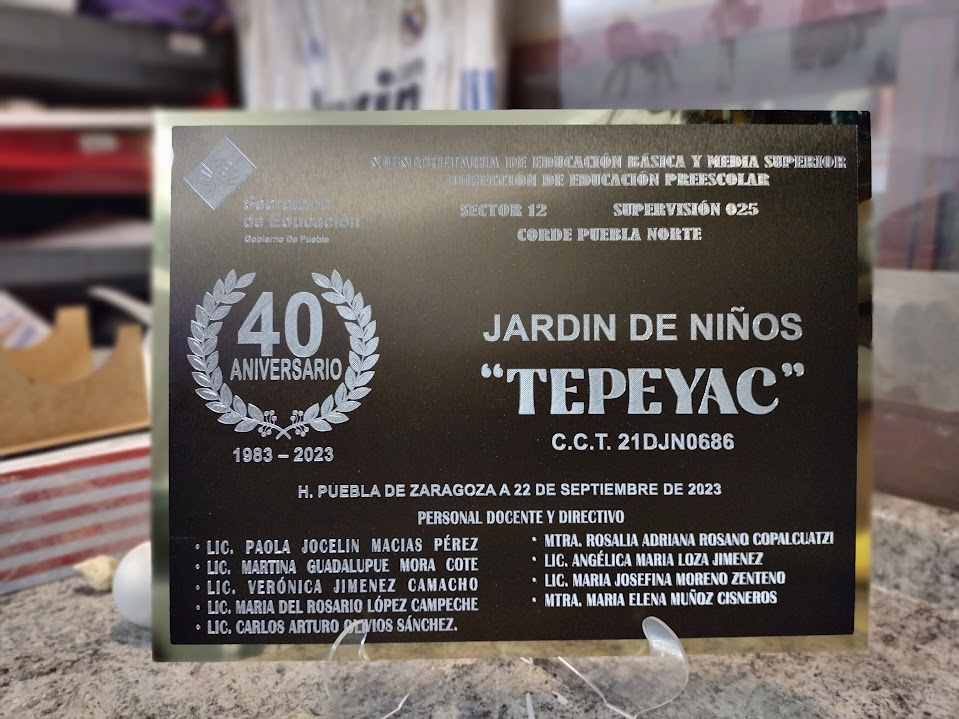 SUBSECRETARIA DE EDUCACIÓN BÁSICA Y MEDIA SUPERIOR
DIRECCIÓN DE EDUCACIÓN PREESCOLAR
Secretaría
de Educación
Gobierno De Puebla
SECTOR 12 SUPERVISIÓN 025
CORDE PUEBLA NORTE
40
ANIVERSARIO
1983 – 2023
JARDIN DE NIÑOS
“TEPEYAC”
C.C.T. 21DJN0686
H. PUEBLA DE ZARAGOZA A 22 DE SEPTIEMBRE DE 2023
PERSONAL DOCENTE Y DIRECTIVO
• LIC. PAOLA JOCELIN MACIAS PÉREZ
• LIC. MARTINA GUADALUPUE MORA COTE
• LIC. VERÓNICA JIMENEZ CAMACHO
• LIC. MARIA DEL ROSARIO LÓPEZ CAMPECHE
• LIC. CARLOS ARTURO OLIVIOS SÁNCHEZ.
• MTRA. ROSALIA ADRIANA ROSANO COPALCUATZI
• LIC. ANGÉLICA MARIA LOZA JIMENEZ
• LIC. MARIA JOSEFINA MORENO ZENTENO
• MTRA. MARIA ELENA MUÑOZ CISNEROS